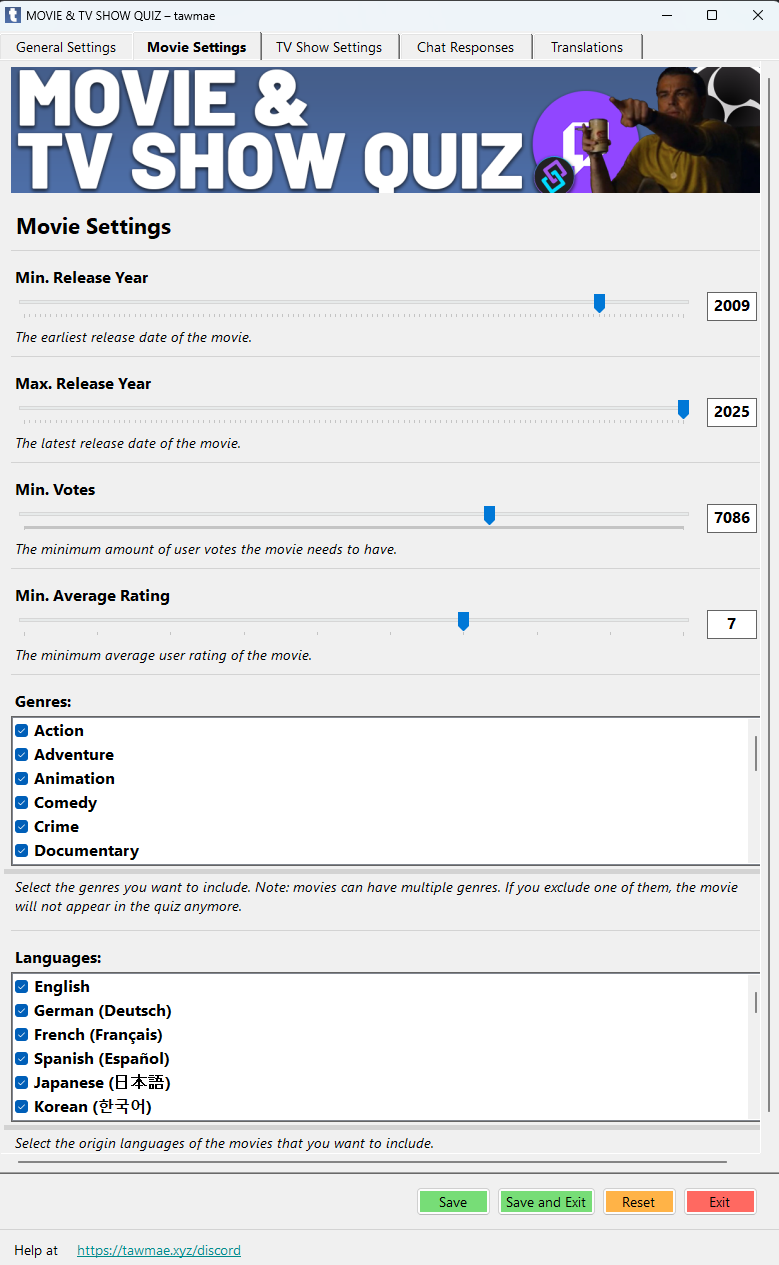 MOVIE & TV SHOW QUIZ – tawmae
General Settings
Movie Settings
TV Show Settings
Chat Responses
Translations
MOVIE &
TV SHOW QUIZ
Movie Settings
Min. Release Year
2009
The earliest release date of the movie.
Max. Release Year
2025
The latest release date of the movie.
Min. Votes
7086
The minimum amount of user votes the movie needs to have.
Min. Average Rating
7
The minimum average user rating of the movie.
Genres:
Action
Adventure
Animation
Comedy
Crime
Documentary
Select the genres you want to include. Note: movies can have multiple genres. If you exclude one of them, the movie
will not appear in the quiz anymore.
Languages:
English
German (Deutsch)
French (Français)
Spanish (Español)
Japanese (日本語)
Korean (한국어)
Select the origin languages of the movies that you want to include.
Save
Save and Exit
Reset
Exit
Help at https://tawmae.xyz/discord